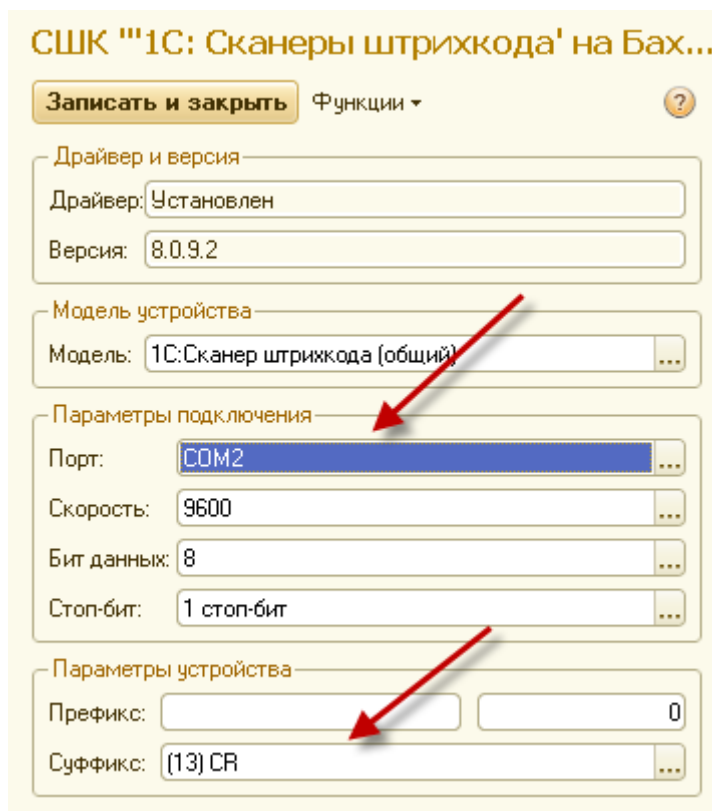 СШК "'1С: Сканеры штрихкода' на Бах...
Записать и закрыть Функции ?
Драйвер и версия
Драйвер: Установлен
Версия: 8.0.9.2
Модель устройства
Модель: 1С:Сканер штрихкода (общий) ...
Параметры подключения
Порт: COM2 ...
Скорость: 9600 ...
Бит данных: 8 ...
Стоп-бит: 1 стоп-бит ...
Параметры устройства
Префикс: 0
Суффикс: (13) CR ...